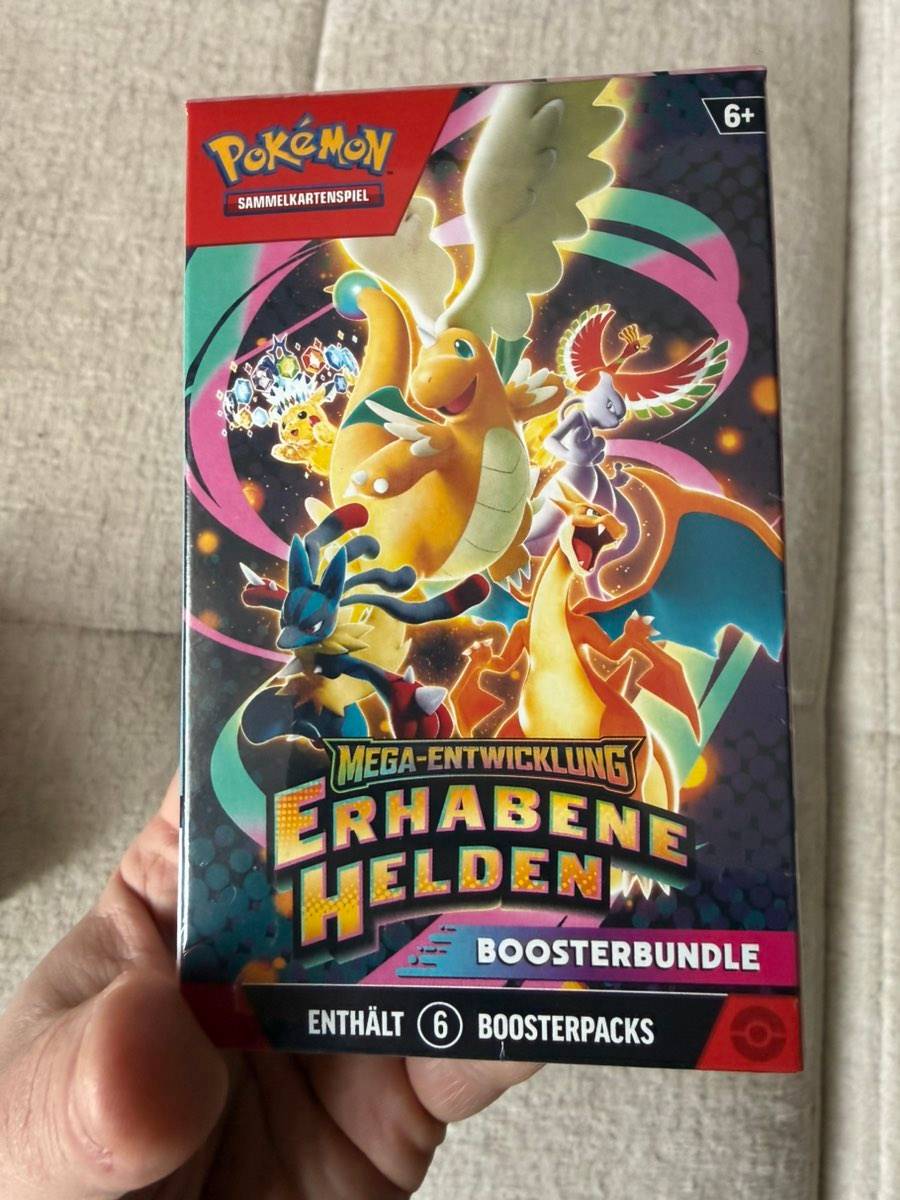 POKéMON
SAMMELKARTENSPIEL
6+
MEGA-ENTWICKLUNG
ERHABENE
HELDEN
BOOSTERBUNDLE
ENTHÄLT 6 BOOSTERPACKS